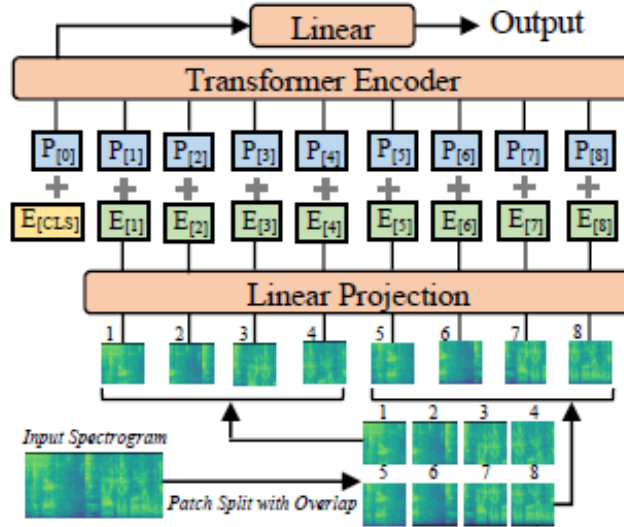 Linear Output
Transformer Encoder
P[0] P[1] P[2] P[3] P[4] P[5] P[6] P[7] P[8]
+ + + + + + + + +
E[CLS] E[1] E[2] E[3] E[4] E[5] E[6] E[7] E[8]
Linear Projection
1 2 3 4 5 6 7 8
1 2 3 4
Input Spectrogram
5 6 7 8
Patch Split with Overlap